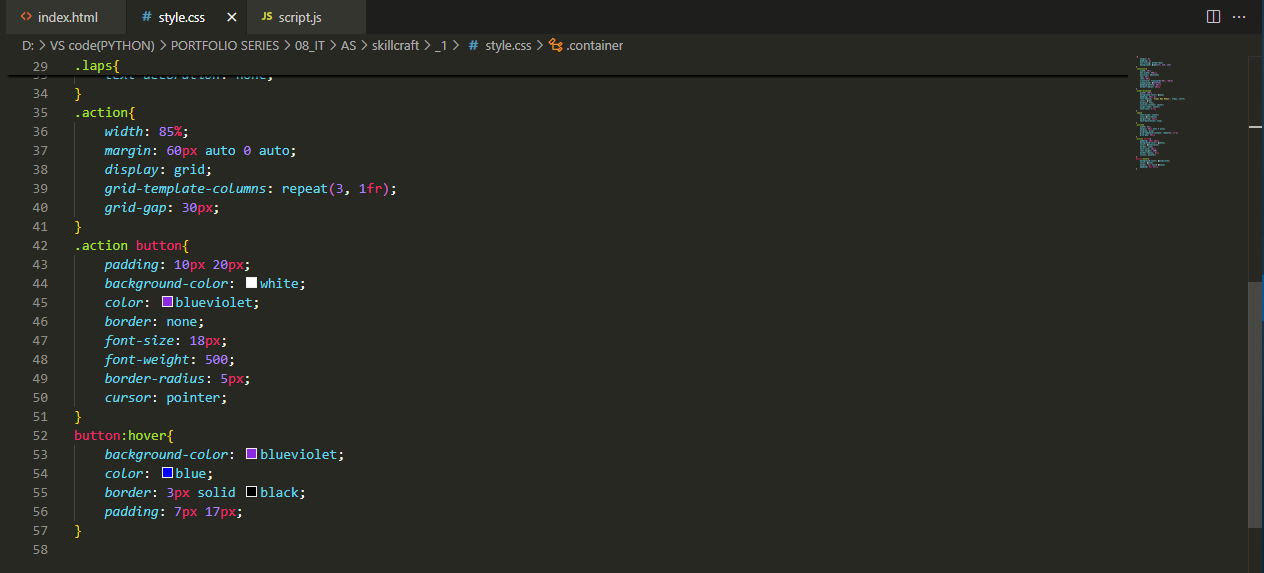 index.html style.css script.js
D: > VS code(PYTHON) > PORTFOLIO SERIES > 08_IT > AS > skillcraft > _1 > # style.css > .container
29 .laps{
34 }
35 .action{
36 width: 85%;
37 margin: 60px auto 0 auto;
38 display: grid;
39 grid-template-columns: repeat(3, 1fr);
40 grid-gap: 30px;
41 }
42 .action button{
43 padding: 10px 20px;
44 background-color: white;
45 color: blueviolet;
46 border: none;
47 font-size: 18px;
48 font-weight: 500;
49 border-radius: 5px;
50 cursor: pointer;
51 }
52 button:hover{
53 background-color: blueviolet;
54 color: blue;
55 border: 3px solid black;
56 padding: 7px 17px;
57 }
58